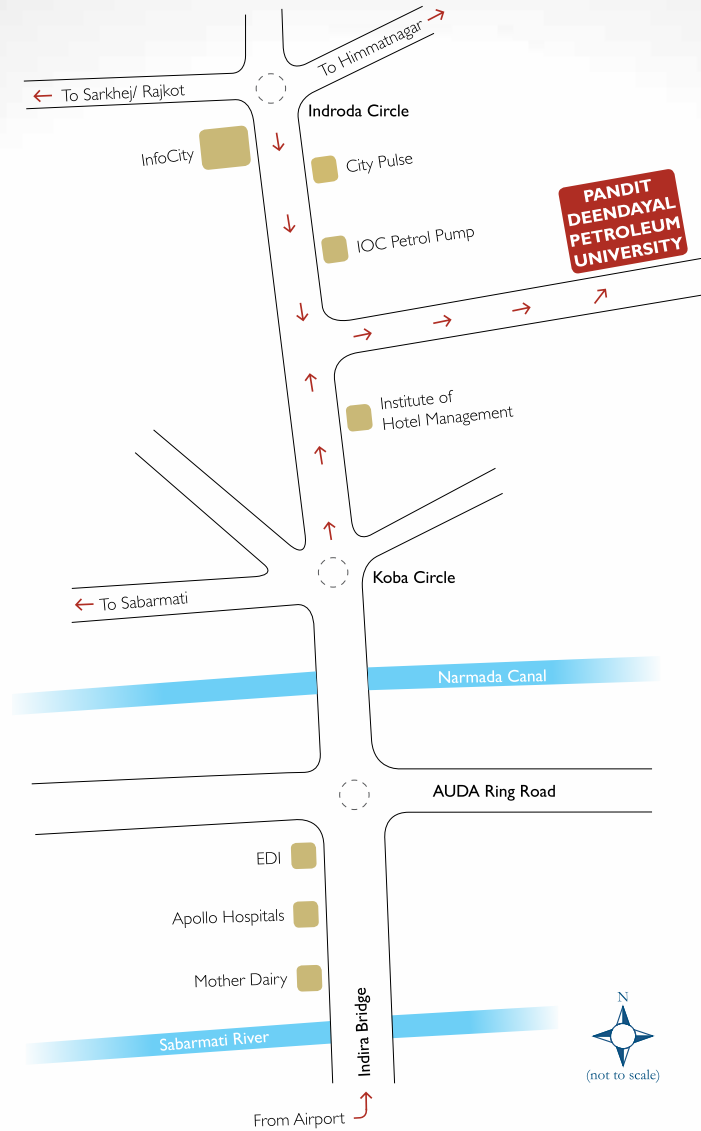 To Himmatnagar
To Sarkhej/ Rajkot
Indroda Circle
InfoCity
City Pulse
PANDIT
DEENDAYAL
PETROLEUM
UNIVERSITY
IOC Petrol Pump
Institute of
Hotel Management
Koba Circle
To Sabarmati
Narmada Canal
AUDA Ring Road
EDI
Apollo Hospitals
Mother Dairy
Indira Bridge
Sabarmati River
N
(not to scale)
From Airport